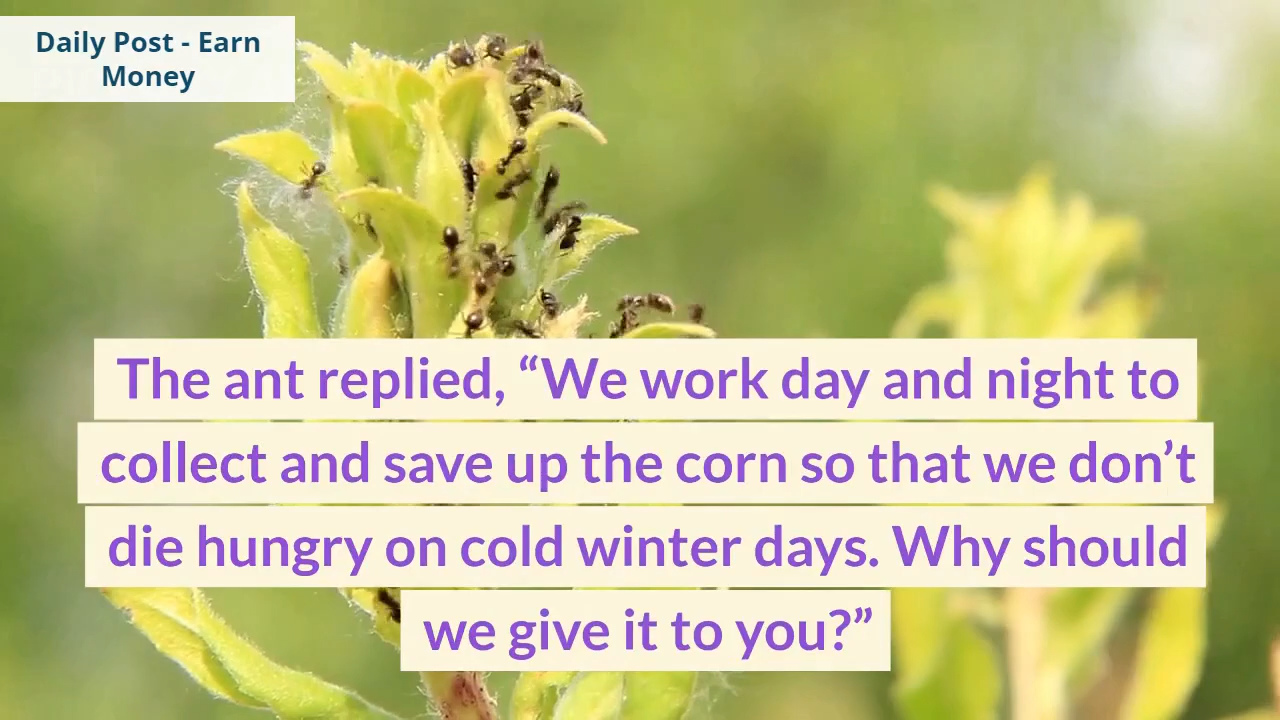 Daily Post - Earn
Money
The ant replied, “We work day and night to
collect and save up the corn so that we don’t
die hungry on cold winter days. Why should
we give it to you?”